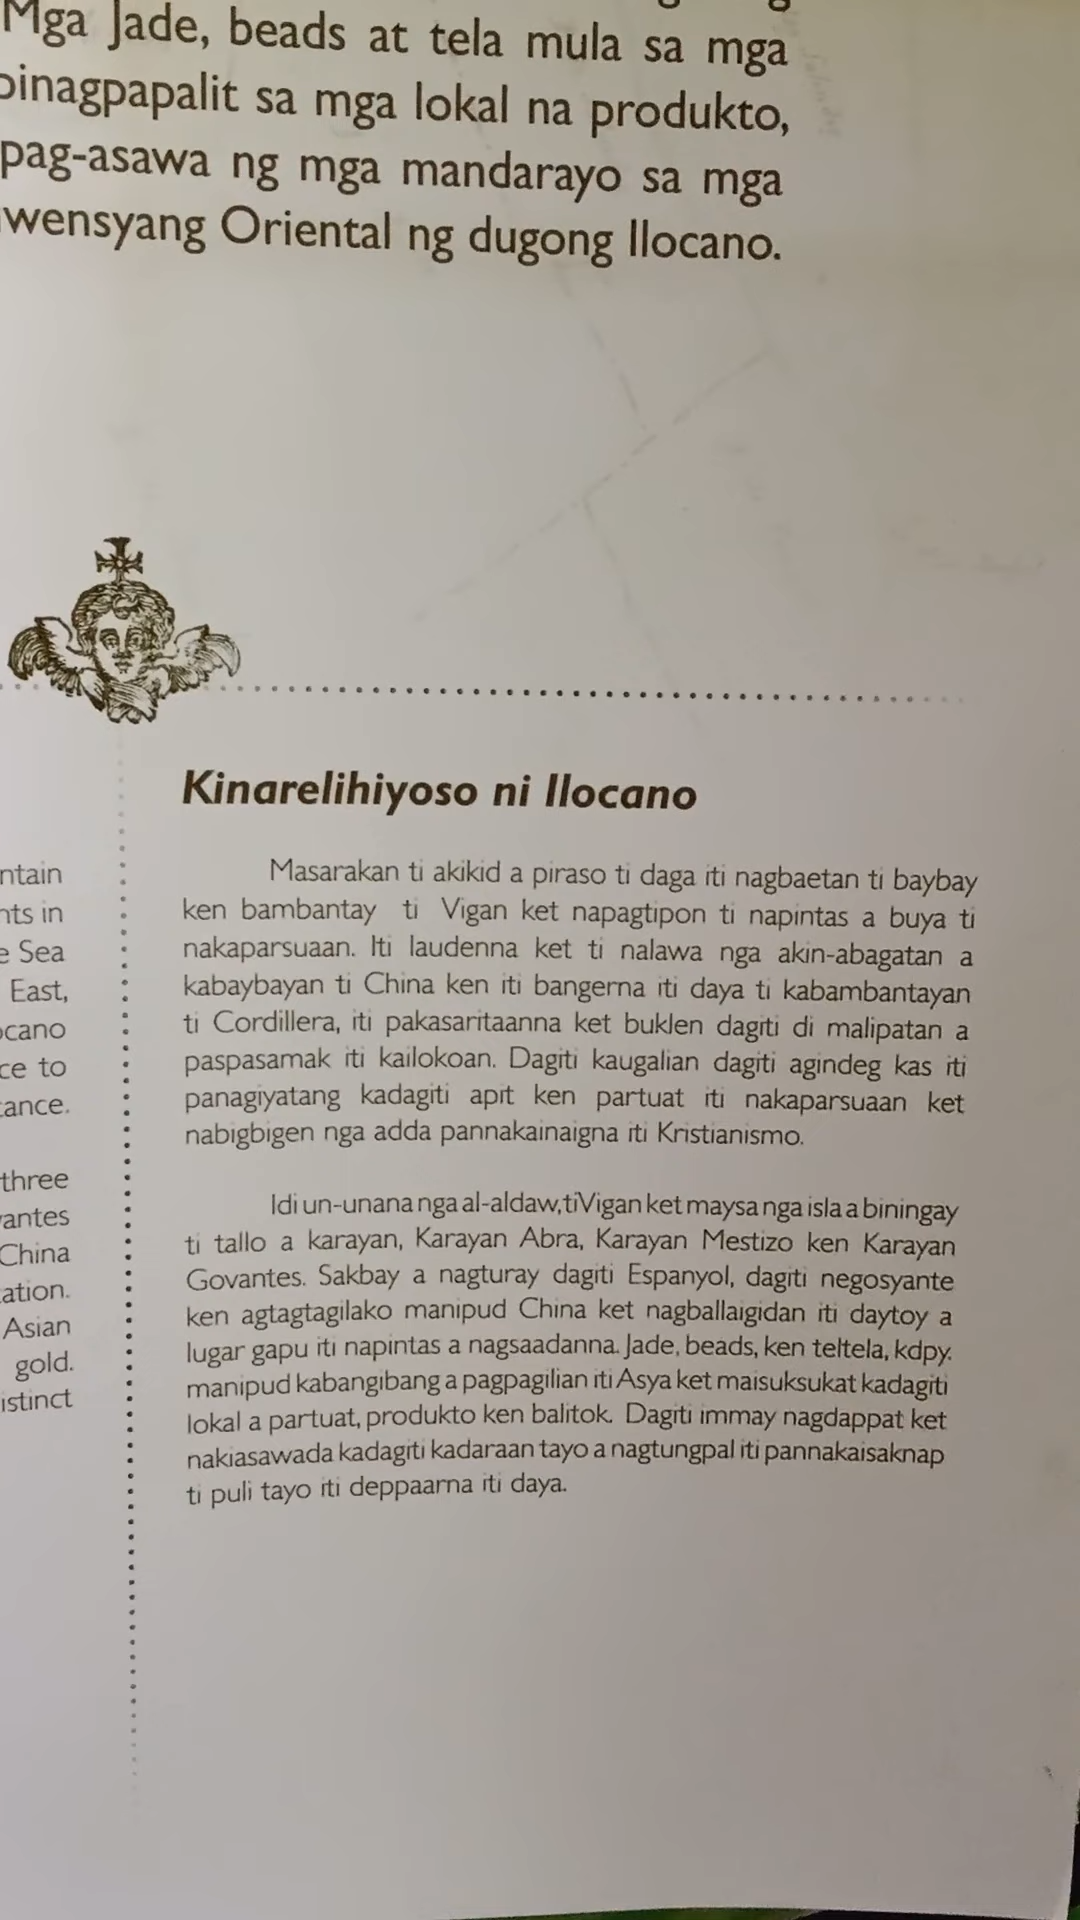 Mga Jade, beads at tela mula sa mga
pinagpapalit sa mga lokal na produkto,
pag-asawa ng mga mandarayo sa mga
wensyang Oriental ng dugong Ilocano.
ntain
nts in
e Sea
East,
ocano
ce to
tance.
three
vantes
China
ation.
Asian
gold.
istinct
Kinarelihiyoso ni Ilocano
Masarakan ti akikid a piraso ti daga iti nagbaetan ti baybay
ken bambantay ti Vigan ket napagtipon ti napintas a buya ti
nakaparsuaan. Iti laudenna ket ti nalawa nga akin-abagatan a
kabaybayan ti China ken iti bangerna iti daya ti kabambantayan
ti Cordillera, iti pakasaritaanna ket buklen dagiti di malipatan a
paspasamak iti kailokoan. Dagiti kaugalian dagiti agindeg kas iti
panagiyatang kadagiti apit ken partuat iti nakaparsuaan ket
nabigbigen nga adda pannakainaigna iti Kristianismo.
Idi un-unana nga al-aldaw, ti Vigan ket maysa nga isla a biningay
ti tallo a karayan, Karayan Abra, Karayan Mestizo ken Karayan
Govantes. Sakbay a nagturay dagiti Espanyol, dagiti negosyante
ken agtagtagilako manipud China ket nagballaigidan iti daytoy a
lugar gapu iti napintas a nagsaadanna. Jade, beads, ken teltela, kdpy.
manipud kabangibang a pagpagilian iti Asya ket maisuksukat kadagiti
lokal a partuat, produkto ken balitok. Dagiti immay nagdappat ket
nakiasawada kadagiti kadaraan tayo a nagtungpal iti pannakaisaknap
ti puli tayo iti deppaarna iti daya.